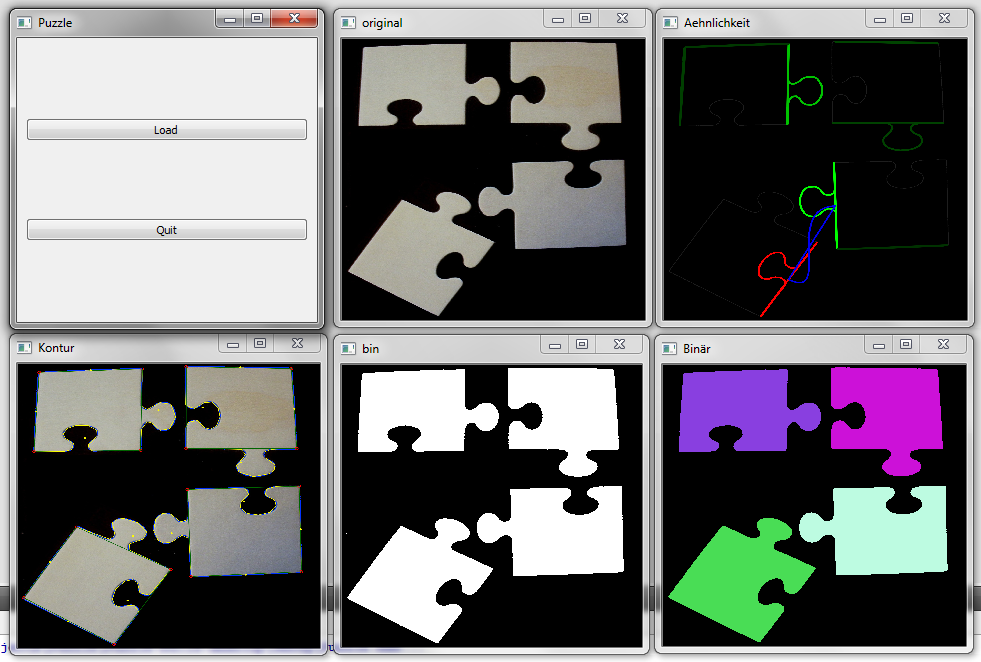 Puzzle
original
Aehnlichkeit
Load
Quit
Kontur
bin
Binär